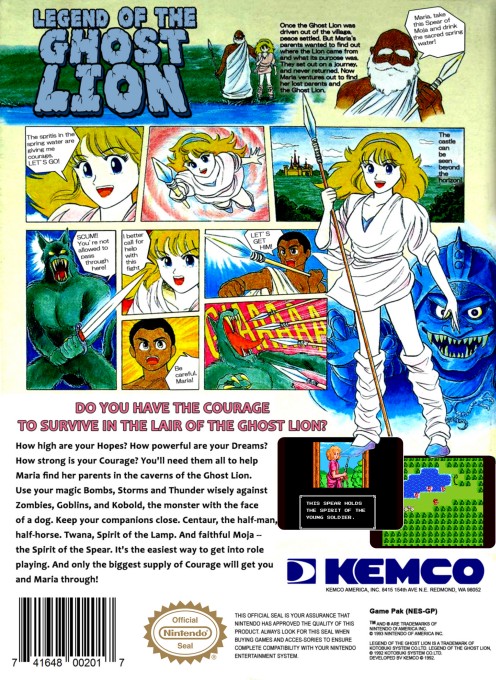 LEGEND OF THE
GHOST
LION
Once the Ghost Lion was
driven out of the village,
peace settled. But Maria's
parents wanted to find out
where the Lion came from
and what its purpose was.
They set out on a journey,
and never returned. Now
Maria ventures out to find
her lost parents and
the Ghost Lion.
Maria, take
this Spear of
Moja and drink
the sacred spring
water!
The spritis in the
spring water are
giving me
courage,
LET'S GO!
The
castle
can
be
seen
beyond
the
horizon!
SCUM!!
You're not
allowed to
pass
through
here!
I better
call for
help
with
this
fight.
Be
careful,
Maria!
LET'S
GET
HIM!
GAAAAAA
DO YOU HAVE THE COURAGE
TO SURVIVE IN THE LAIR OF THE GHOST LION?
How high are your Hopes? How powerful are your Dreams?
How strong is your Courage? You'll need them all to help
Maria find her parents in the caverns of the Ghost Lion.
Use your magic Bombs, Storms and Thunder wisely against
Zombies, Goblins, and Kobold, the monster with the face
of a dog. Keep your companions close. Centaur, the half-man,
half-horse. Twana, Spirit of the Lamp. And faithful Moja --
the Spirit of the Spear. It's the easiest way to get into role
playing. And only the biggest supply of Courage will get you
and Maria through!
THIS SPEAR HOLDS
THE SPIRIT OF THE
YOUNG SOLDIER.
KEMCO
KEMCO AMERICA, INC. 8415 154th AVE N.E. REDMOND, WA 98052
7 41648 00201 7
Official
Nintendo
Seal
THIS OFFICIAL SEAL IS YOUR ASSURANCE THAT
NINTENDO HAS APPROVED THE QUALITY OF THIS
PRODUCT. ALWAYS LOOK FOR THIS SEAL WHEN
BUYING GAMES AND ACCES-SORIES TO ENSURE
COMPLETE COMPATIBILITY WITH YOUR NINTENDO
ENTERTAINMENT SYSTEM.
Game Pak (NES-GP)
™ AND ® ARE TRADEMARKS OF
NINTENDO OF AMERICA INC.
© 1993 NINTENDO OF AMERICA INC.
LEGEND OF THE GHOST LION IS A TRADEMARK OF
KOTOBUKI SYSTEM CO LTD. LEGEND OF THE GHOST LION,
© 1992 KOTOBUKI SYSTEM CO LTD.
DEVELOPED BY KEMCO © 1992.